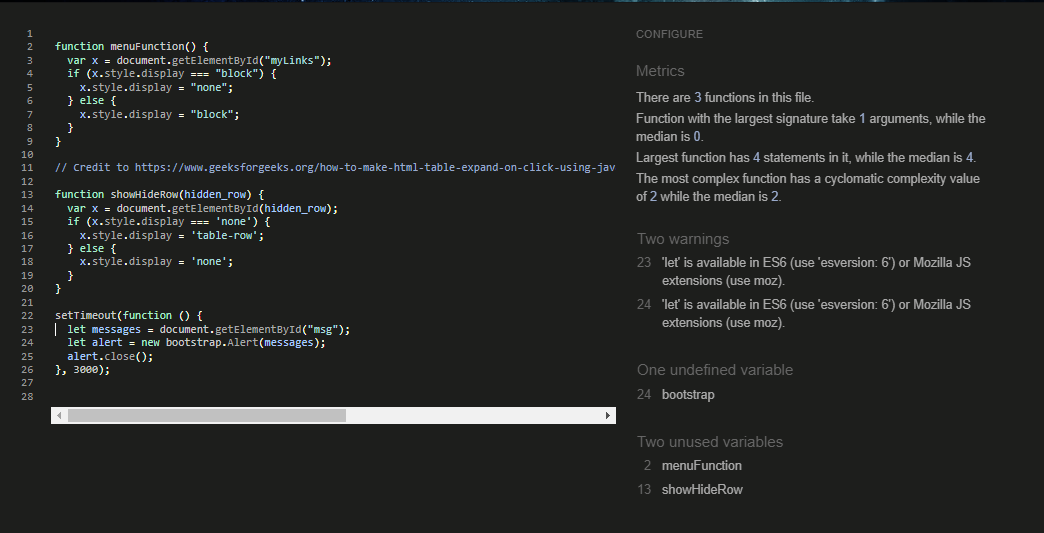 1
2 function menuFunction() {
3 var x = document.getElementById("myLinks");
4 if (x.style.display === "block") {
5 x.style.display = "none";
6 } else {
7 x.style.display = "block";
8 }
9 }
10
11 // Credit to https://www.geeksforgeeks.org/how-to-make-html-table-expand-on-click-using-jav
12
13 function showHideRow(hidden_row) {
14 var x = document.getElementById(hidden_row);
15 if (x.style.display === 'none') {
16 x.style.display = 'table-row';
17 } else {
18 x.style.display = 'none';
19 }
20 }
21
22 setTimeout(function () {
23 let messages = document.getElementById("msg");
24 let alert = new bootstrap.Alert(messages);
25 alert.close();
26 }, 3000);
27
28
CONFIGURE
Metrics
There are 3 functions in this file.
Function with the largest signature take 1 arguments, while the
median is 0.
Largest function has 4 statements in it, while the median is 4.
The most complex function has a cyclomatic complexity value
of 2 while the median is 2.
Two warnings
23 'let' is available in ES6 (use 'esversion: 6') or Mozilla JS
extensions (use moz).
24 'let' is available in ES6 (use 'esversion: 6') or Mozilla JS
extensions (use moz).
One undefined variable
24 bootstrap
Two unused variables
2 menuFunction
13 showHideRow